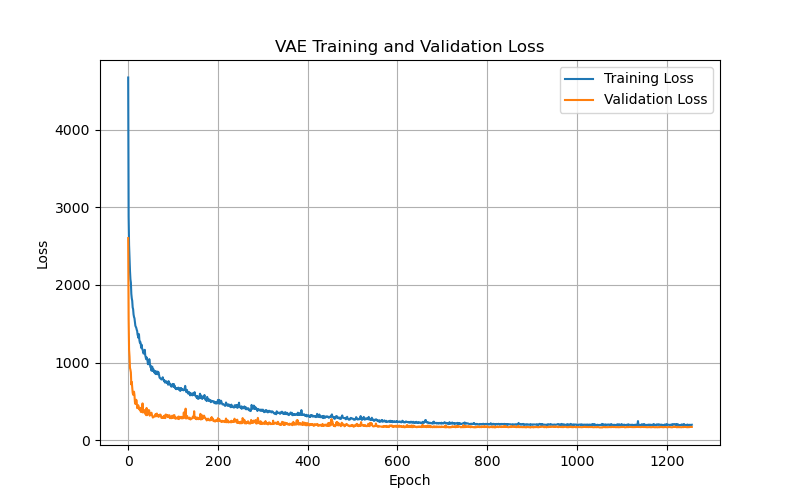 VAE Training and Validation Loss
Training Loss
Validation Loss
4000
3000
2000
1000
0
Loss
0 200 400 600 800 1000 1200
Epoch